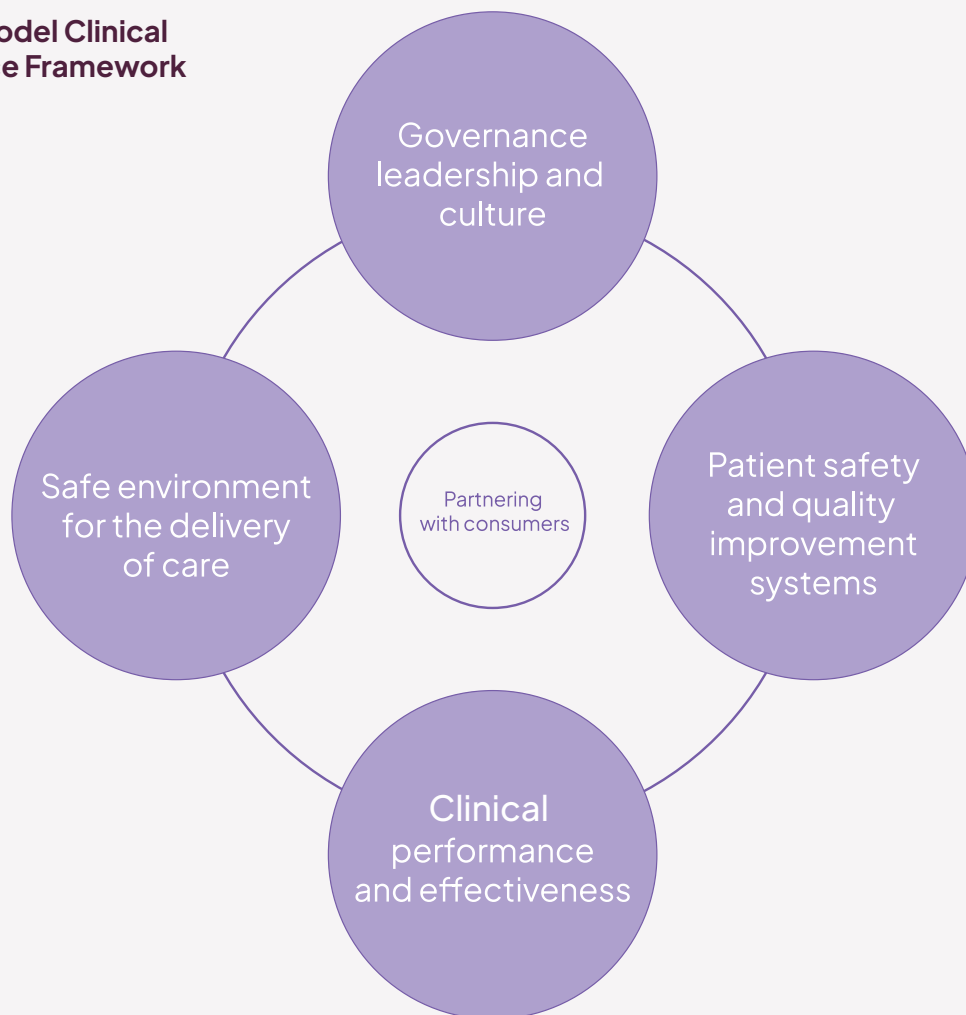 odel Clinical
e Framework
Governance
leadership and
culture
Safe environment
for the delivery
of care
Partnering
with consumers
Patient safety
and quality
improvement
systems
Clinical
performance
and effectiveness